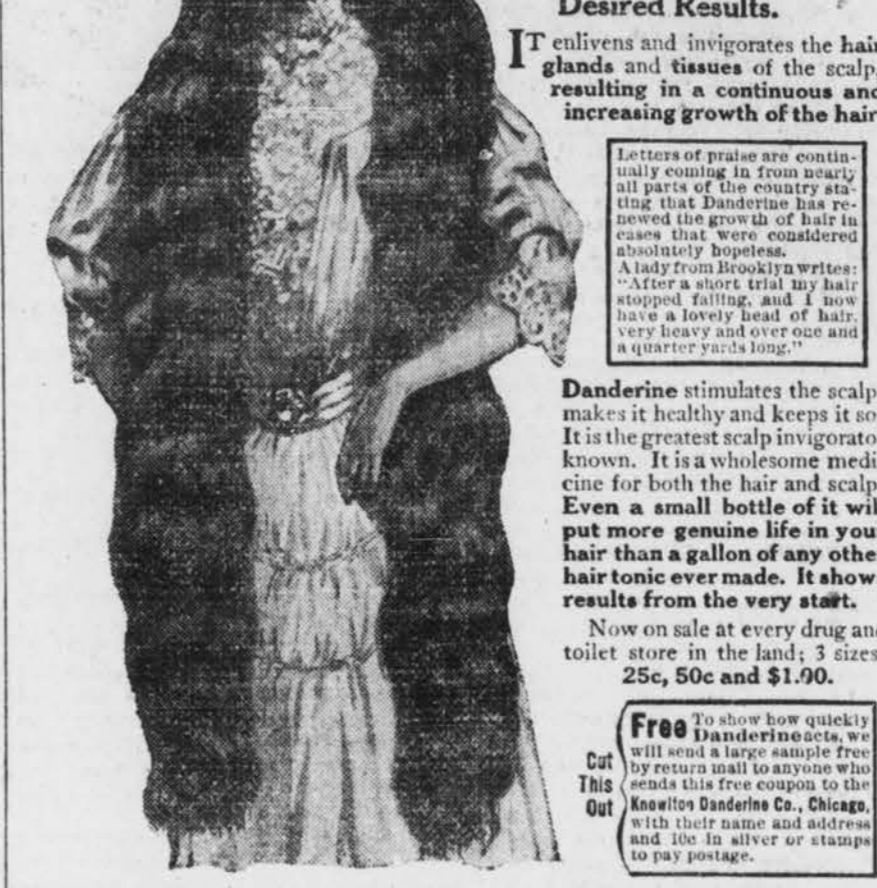 Desired Results.
IT enlivens and invigorates the hair
glands and tissues of the scalp,
resulting in a continuous and
increasing growth of the hair
Letters of praise are contin-
ually coming in from nearly
all parts of the country sta-
ting that Danderine has re-
newed the growth of hair in
cases that were considered
absolutely hopeless.
A lady from Brooklyn writes:
"After a short trial my hair
stopped falling, and I now
have a lovely head of hair,
very heavy and over one and
a quarter yards long."
Danderine stimulates the scalp
makes it healthy and keeps it so
It is the greatest scalp invigorato
known. It is a wholesome medi
cine for both the hair and scalp
Even a small bottle of it wil
put more genuine life in you
hair than a gallon of any othe
hair tonic ever made. It show
results from the very start.
Now on sale at every drug an
toilet store in the land; 3 sizes
25c, 50c and $1.00.
Cut
This
Out
Free To show how quickly
Danderine acts, we
will send a large sample free
by return mail to anyone who
sends this free coupon to the
Knowlton Danderine Co., Chicago,
with their name and address
and 10c in silver or stamps
to pay postage.